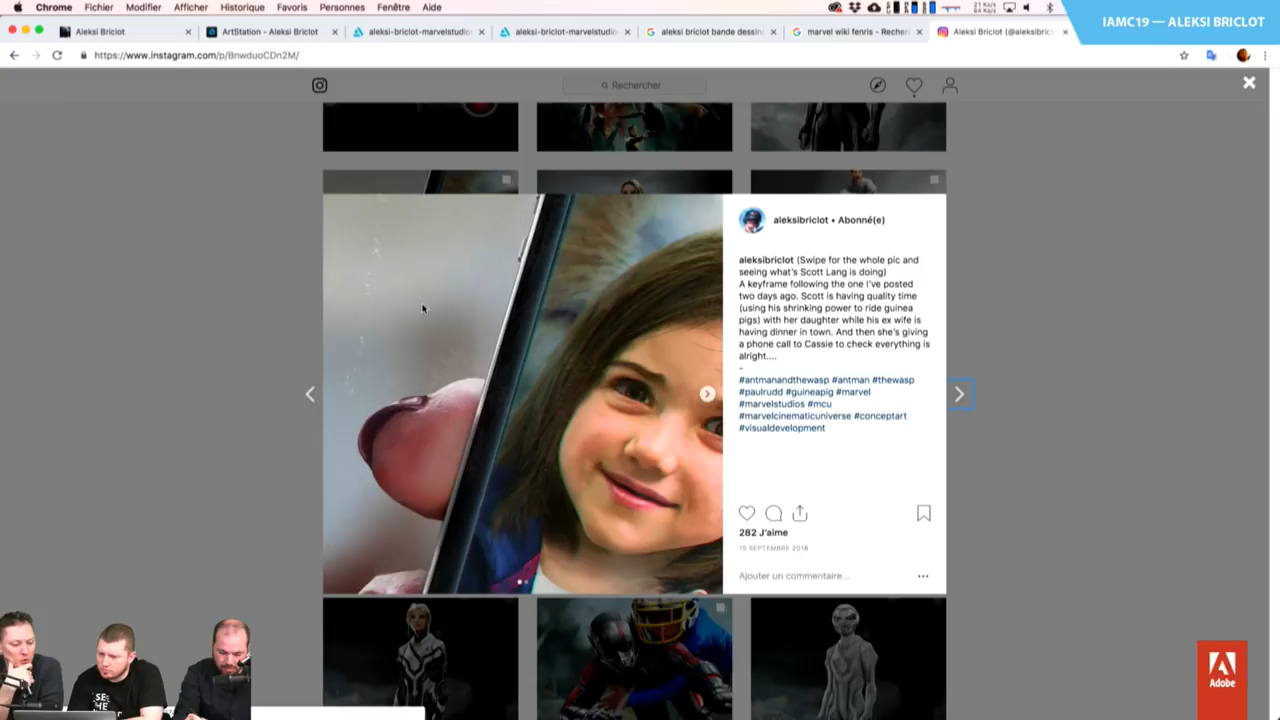 Chrome Fichier Modifier Afficher Historique Favoris Personnes Fenêtre Aide
IAMC19 — ALEKSI BRICLOT
Aleksi Briclot
ArtStation - Aleksi Briclot
aleksi-briclot-marvelstudio
aleksi-briclot-marvelstudio
aleksi briclot bande dessin
marvel wiki fenris - Recher
Aleksi Briclot (@aleksibric
https://www.instagram.com/p/BnwduoCDn2M/
Rechercher
aleksibriclot • Abonné(e)
aleksibriclot (Swipe for the whole pic and
seeing what's Scott Lang is doing)
A keyframe following the one I've posted
two days ago. Scott is having quality time
(using his shrinking power to ride guinea
pigs) with her daughter while his ex wife is
having dinner in town. And then she's giving
a phone call to Cassie to check everything is
alright....
-
#antmanandthewasp #antman #thewasp
#paulrudd #guineapig #marvel
#marvelstudios #mcu
#marvelcinematicuniverse #conceptart
#visualdevelopment
282 J'aime
15 SEPTEMBRE 2018
Ajouter un commentaire...
Adobe